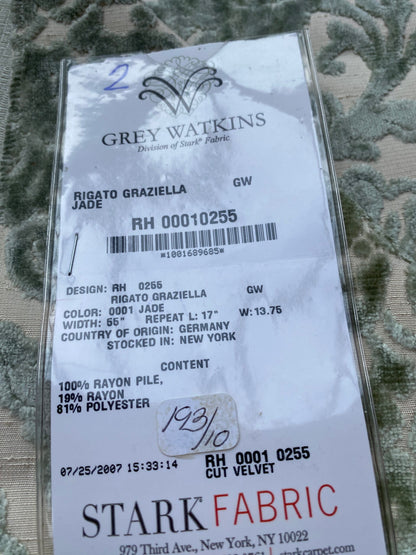 2
GREY WATKINS
Division of Stark® Fabric
RIGATO GRAZIELLA GW
JADE
RH 00010255
*1001689685*
DESIGN: RH 0255
RIGATO GRAZIELLA GW
COLOR: 0001 JADE
WIDTH: 55" REPEAT L: 17" W:13.75
COUNTRY OF ORIGIN: GERMANY
STOCKED IN: NEW YORK
CONTENT
100% RAYON PILE,
19% RAYON
81% POLYESTER
193/10
07/25/2007 15:33:14 RH 0001 0255
CUT VELVET
STARK® FABRIC
979 Third Ave., New York, NY 10022
starkcarpet.com